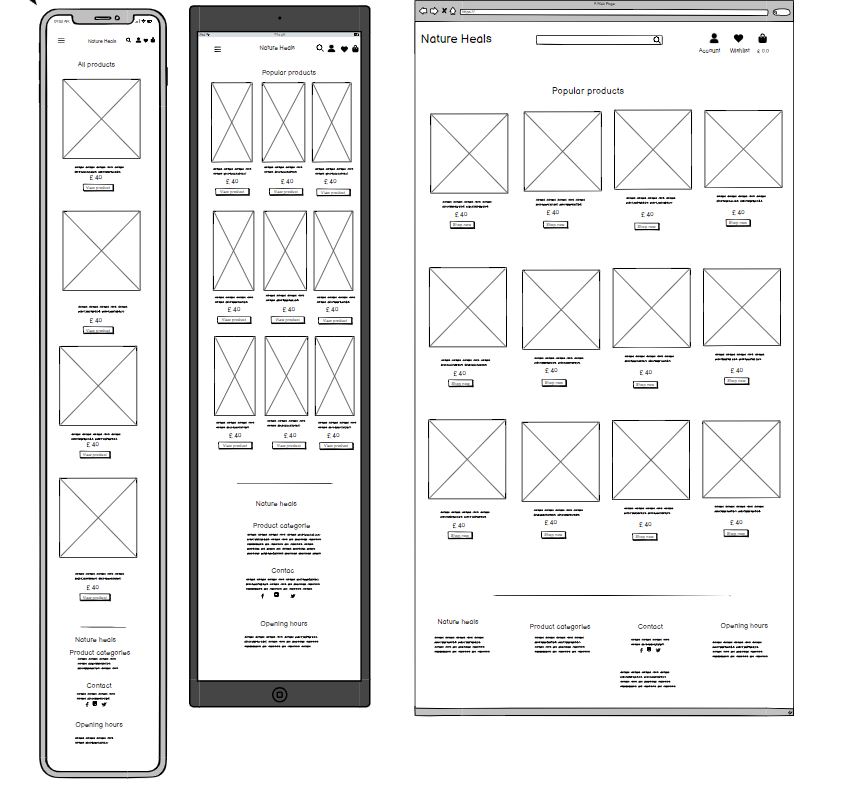 Nature Heals
All products
£ 40
View product
£ 40
View product
£ 40
View product
£ 40
View product
Nature heals
Product categories
Contact
Opening hours
Nature Heals
Popular products
£ 40 £ 40 £ 40
View product View product View product
£ 40 £ 40 £ 40
View product View product View product
£ 40 £ 40 £ 40
View product View product View product
Nature heals
Product categorie
Contac
Opening hours
A Web Page
https://
Nature Heals
Account Wishlist £ 0.0
Popular products
£ 40 £ 40 £ 40 £ 40
Shop now Shop now Shop now Shop now
£ 40 £ 40 £ 40 £ 40
Shop now Shop now Shop now Shop now
£ 40 £ 40 £ 40 £ 40
Shop now Shop now Shop now Shop now
Nature heals Product categories Contact Opening hours